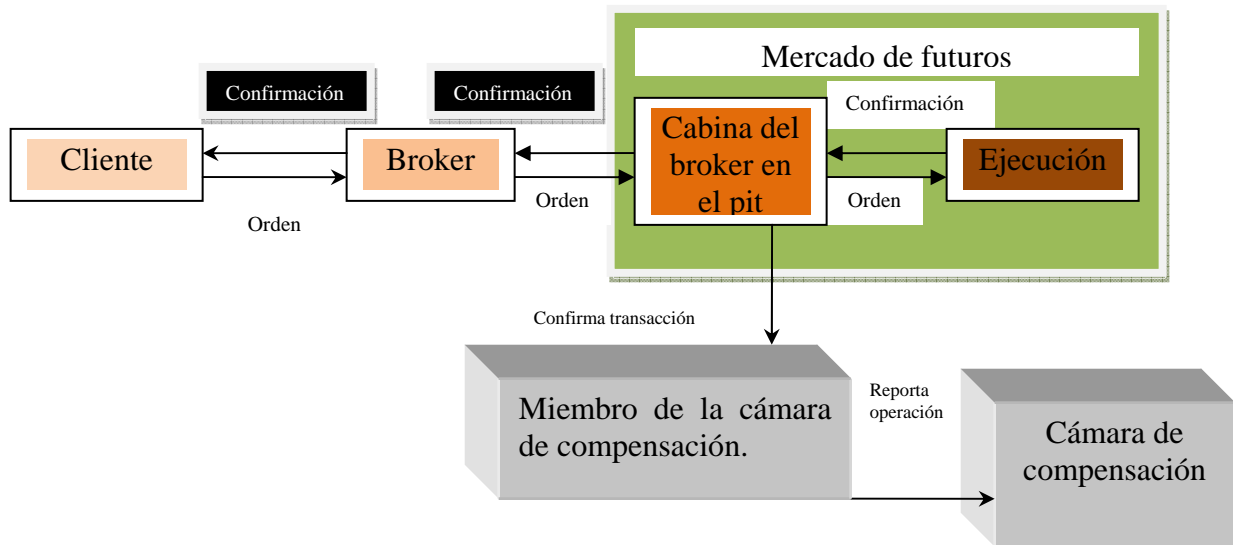 Mercado de futuros
Confirmación
Confirmación
Confirmación
Cliente
Broker
Cabina del
broker en
el pit
Ejecución
Orden
Orden
Orden
Confirma transacción
Miembro de la cámara
de compensación.
Reporta
operación
Cámara de
compensación